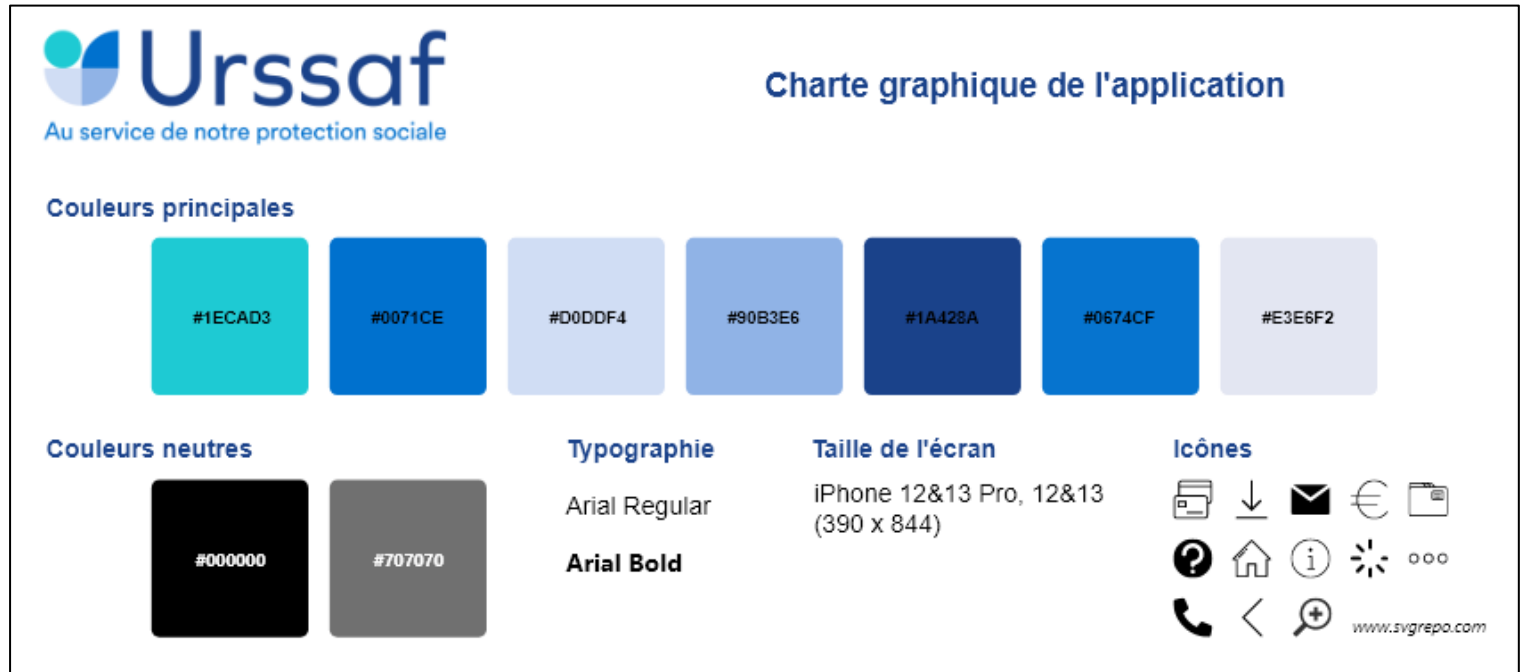 Urssaf
Au service de notre protection sociale
Charte graphique de l'application
Couleurs principales
#1ECAD3
#0071CE
#D0DDF4
#90B3E6
#1A428A
#0674CF
#E3E6F2
Couleurs neutres
#000000
#707070
Typographie
Arial Regular
Arial Bold
Taille de l'écran
iPhone 12&13 Pro, 12&13
(390 x 844)
Icônes
www.svgrepo.com